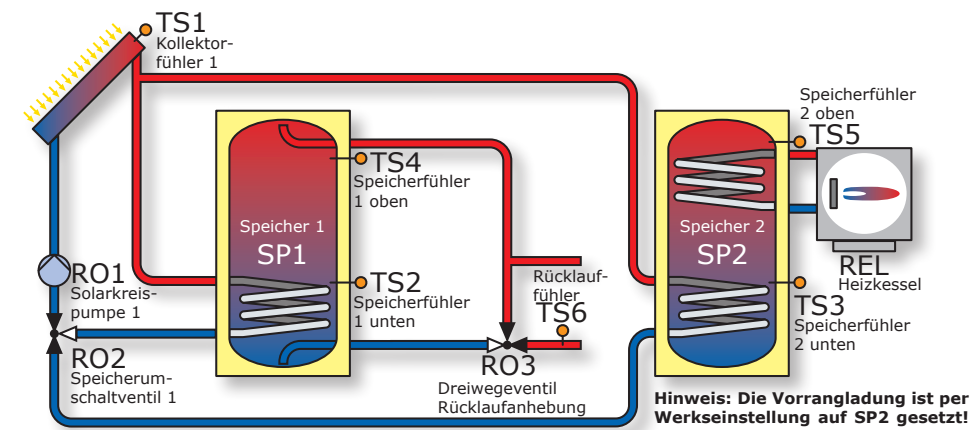 TS1
Kollektor-
fühler 1
Speicherfühler
2 oben
TS5
TS4
Speicherfühler
1 oben
Speicher 1
SP1
Speicher 2
SP2
RO1
Solarkreis-
pumpe 1
TS2
Speicherfühler
1 unten
Rücklauf-
fühler
TS6
REL
Heizkessel
TS3
Speicherfühler
2 unten
RO2
Speicherum-
schaltventil 1
RO3
Dreiwegeventil
Rücklaufanhebung
Hinweis: Die Vorrangladung ist per
Werkseinstellung auf SP2 gesetzt!